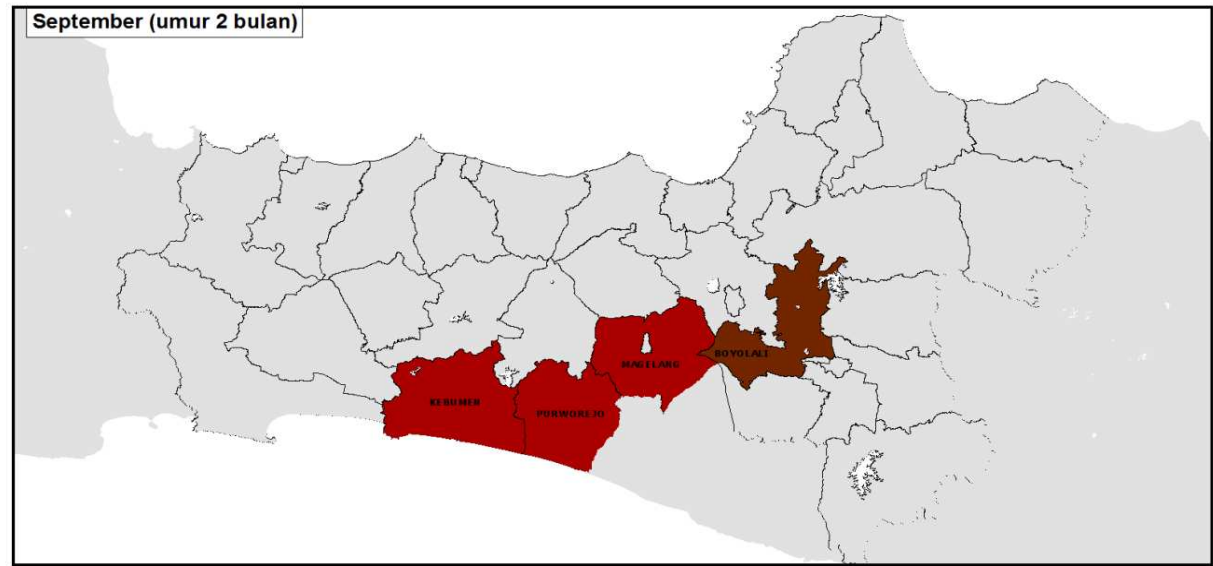 September (umur 2 bulan)
BOYOLALI
MAGELANG
KEBUMEN
PURWOREJO